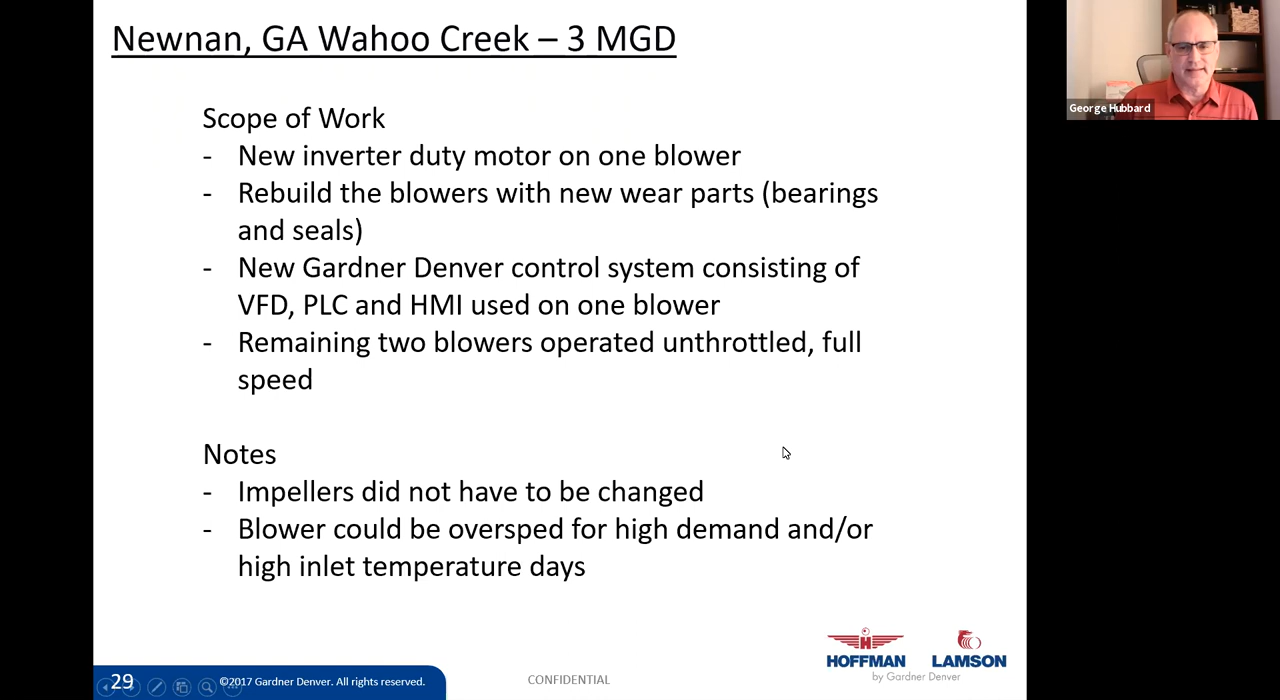 Newnan, GA Wahoo Creek – 3 MGD
George Hubbard
Scope of Work
- New inverter duty motor on one blower
- Rebuild the blowers with new wear parts (bearings
and seals)
- New Gardner Denver control system consisting of
VFD, PLC and HMI used on one blower
- Remaining two blowers operated unthrottled, full
speed
Notes
- Impellers did not have to be changed
- Blower could be oversped for high demand and/or
high inlet temperature days
H
HOFFMAN LAMSON
by Gardner Denver
29 ©2017 Gardner Denver. All rights reserved. CONFIDENTIAL